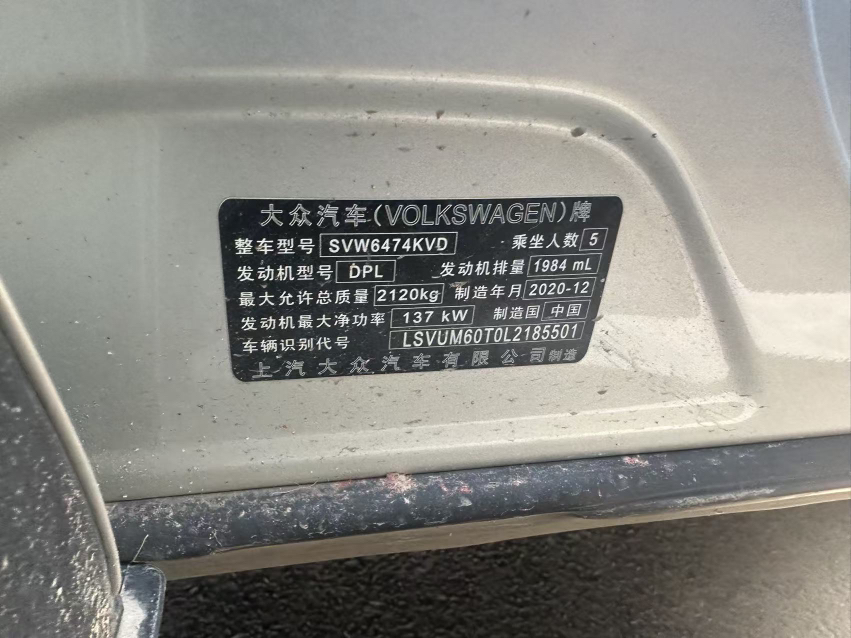 大众汽车(VOLKSWAGEN)牌
整车型号 SVW6474KVD 乘坐人数 5
发动机型号 DPL 发动机排量 1984 mL
最大允许总质量 2120kg 制造年月 2020-12
发动机最大净功率 137 kW 制造国 中国
车辆识别代号 LSVUM60T0L2185501
上汽大众汽车有限公司制造